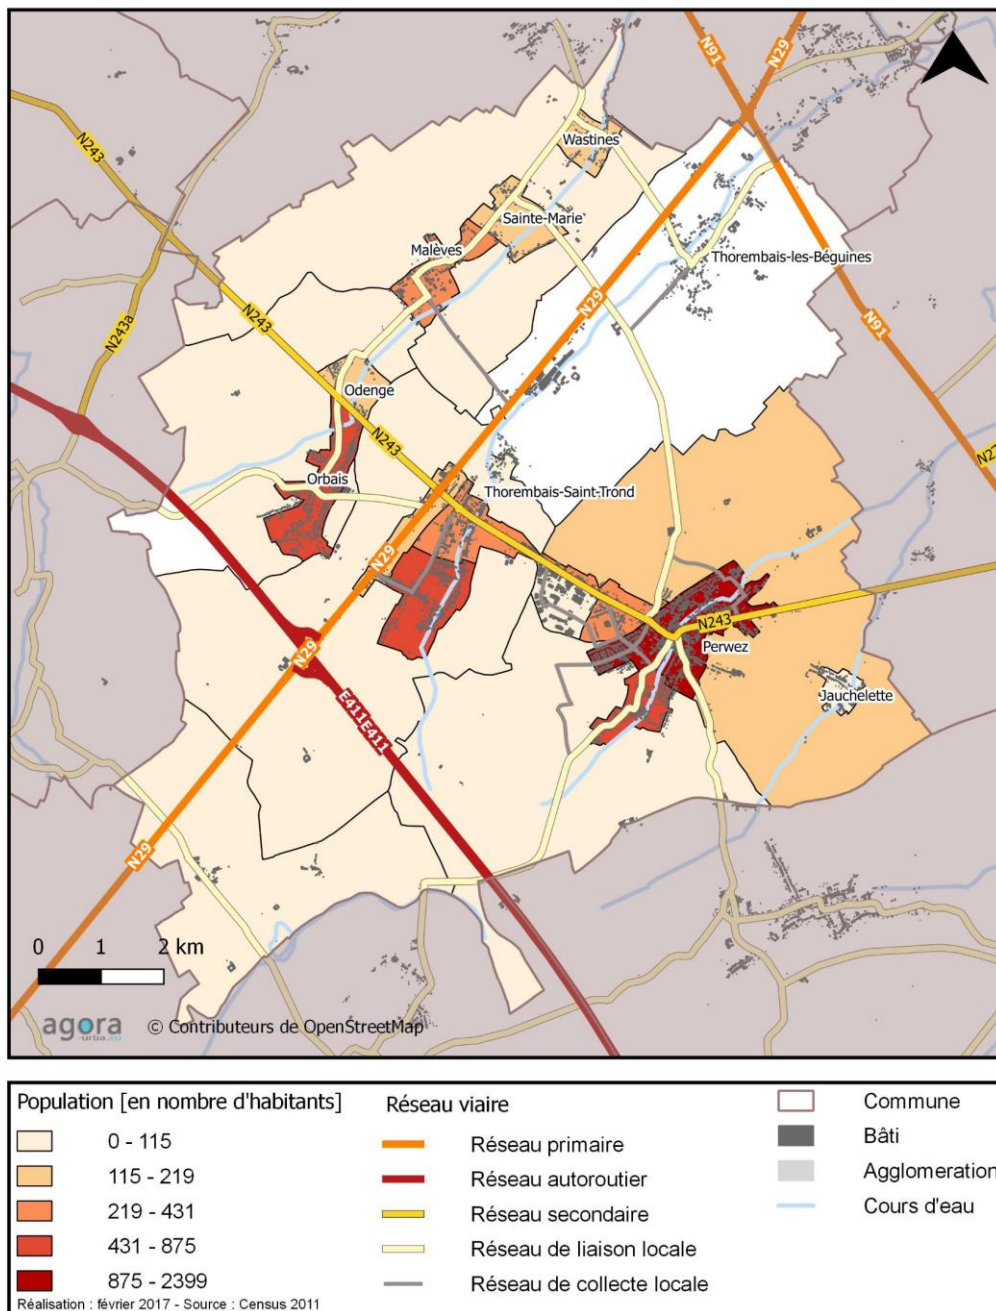 N91
N29
N243
Wastines
Sainte-Marie
Malèves
Thorembais-les-Béguines
N243a
N243
N29
N91
Odenge
N243
N27
Orbais
Thorembais-Saint-Trond
N29
N243
Perwez
N29
Jauchelette
E411E411
N29
0 1 2 km
agora
-urba.eu
© Contributeurs de OpenStreetMap
Population [en nombre d'habitants]
0 - 115
115 - 219
219 - 431
431 - 875
875 - 2399
Réalisation : février 2017 - Source : Census 2011
Réseau viaire
Réseau primaire
Réseau autoroutier
Réseau secondaire
Réseau de liaison locale
Réseau de collecte locale
Commune
Bâti
Agglomeration
Cours d'eau